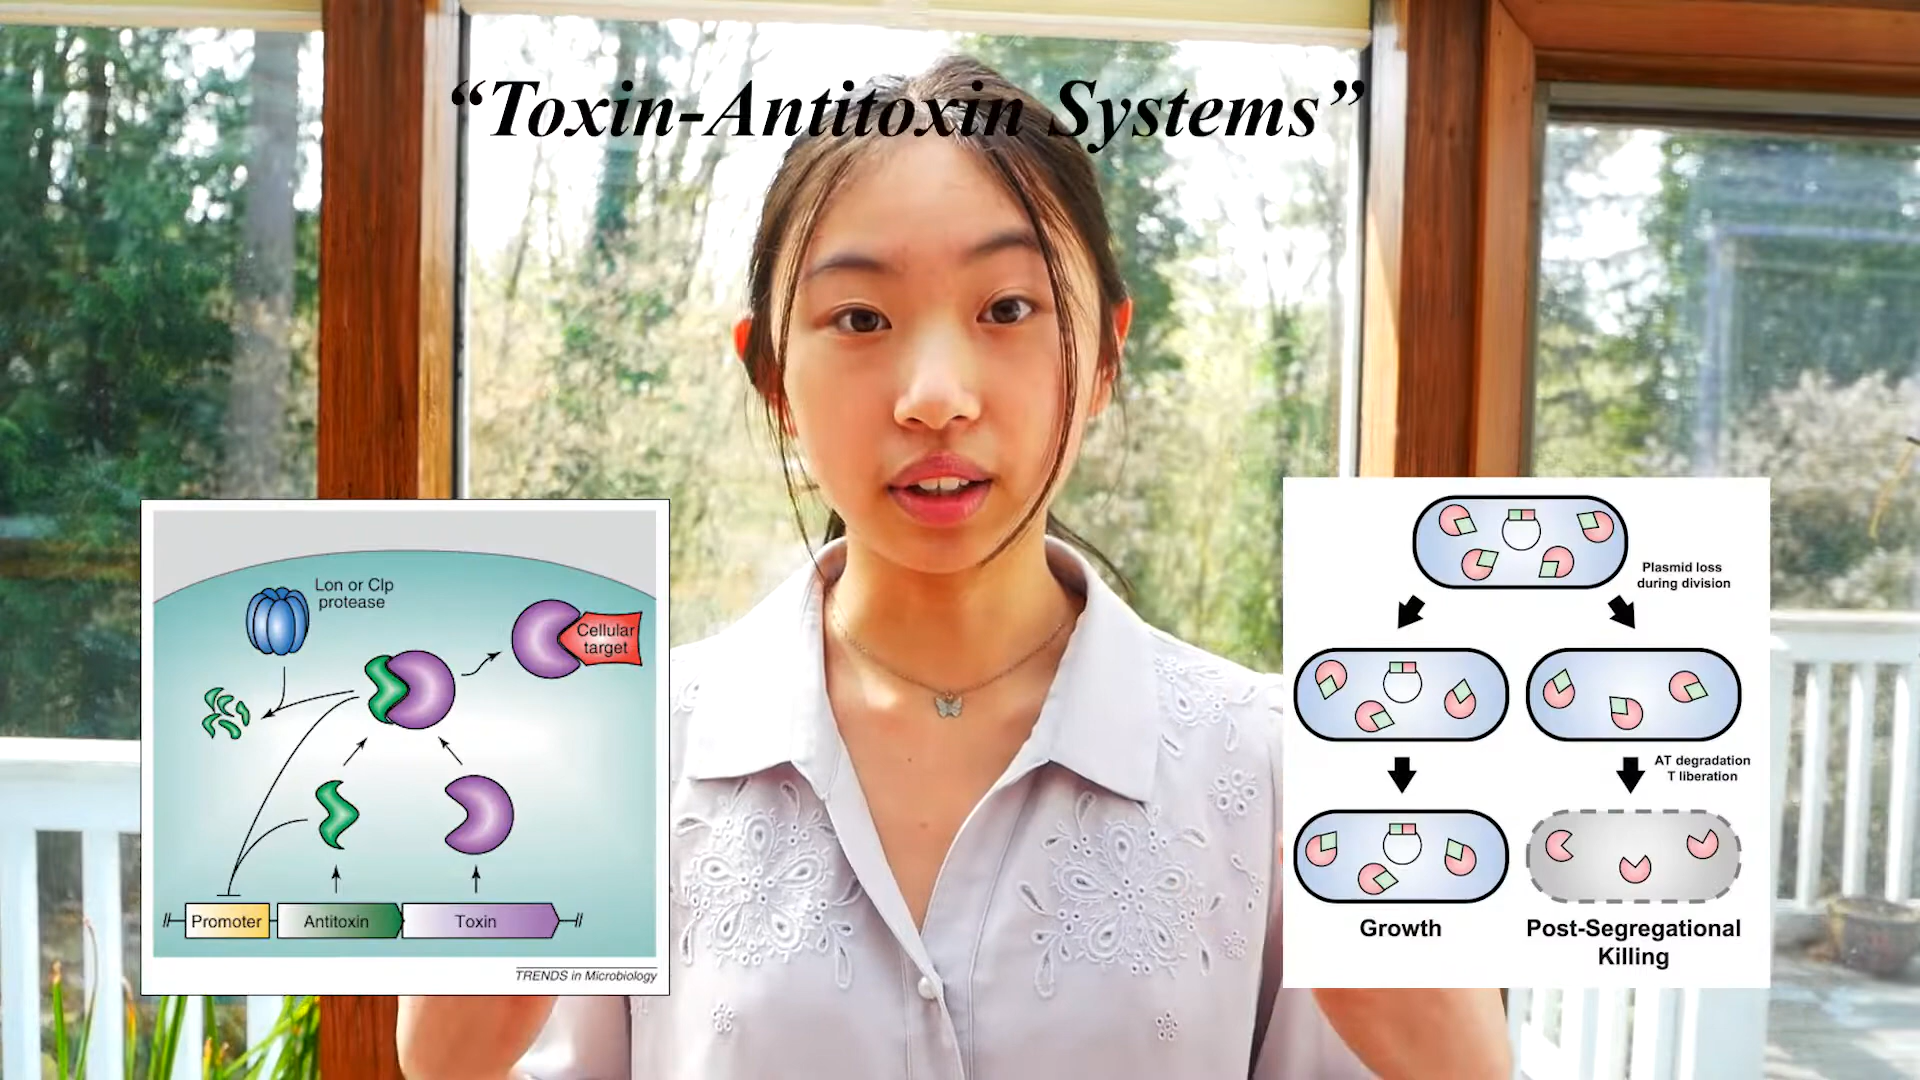 “Toxin-Antitoxin Systems”
Lon or Clp
protease
Cellular
target
Promoter
Antitoxin
Toxin
TRENDS in Microbiology
Plasmid loss
during division
AT degradation
T liberation
Growth
Post-Segregational
Killing